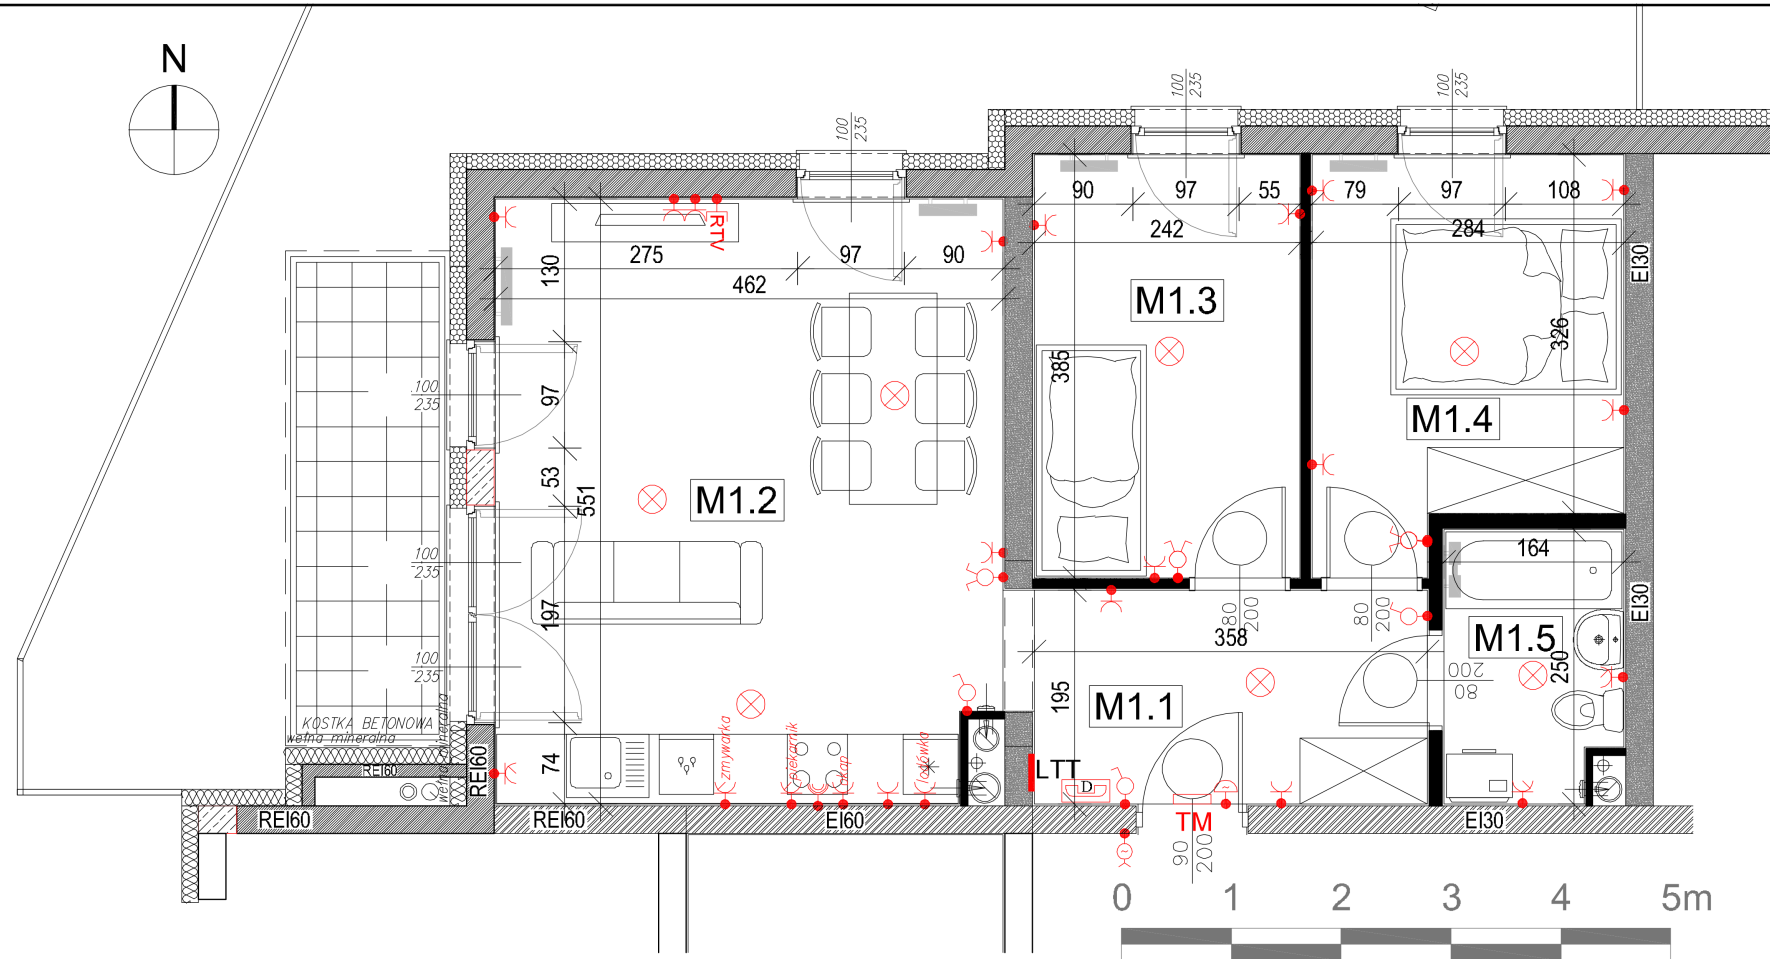 N
100
235
100
235
100
235
90
97
55
79
97
108
242
284
EI30
RTV
275
97
90
130
462
M1.3
385
326
M1.4
97
100
235
53
551
M1.2
100
235
197
164
EI30
80
200
80
200
358
M1.5
250
200
80
100
235
M1.1
195
KOSTKA BETONOWA
wełna mineralna
wełna mineralna
REI60
REI60
74
zmywarka
piekarnik
okap
lodówka
LTT
D
REI60
REI60
EI60
TM
EI30
90
200
0 1 2 3 4 5m